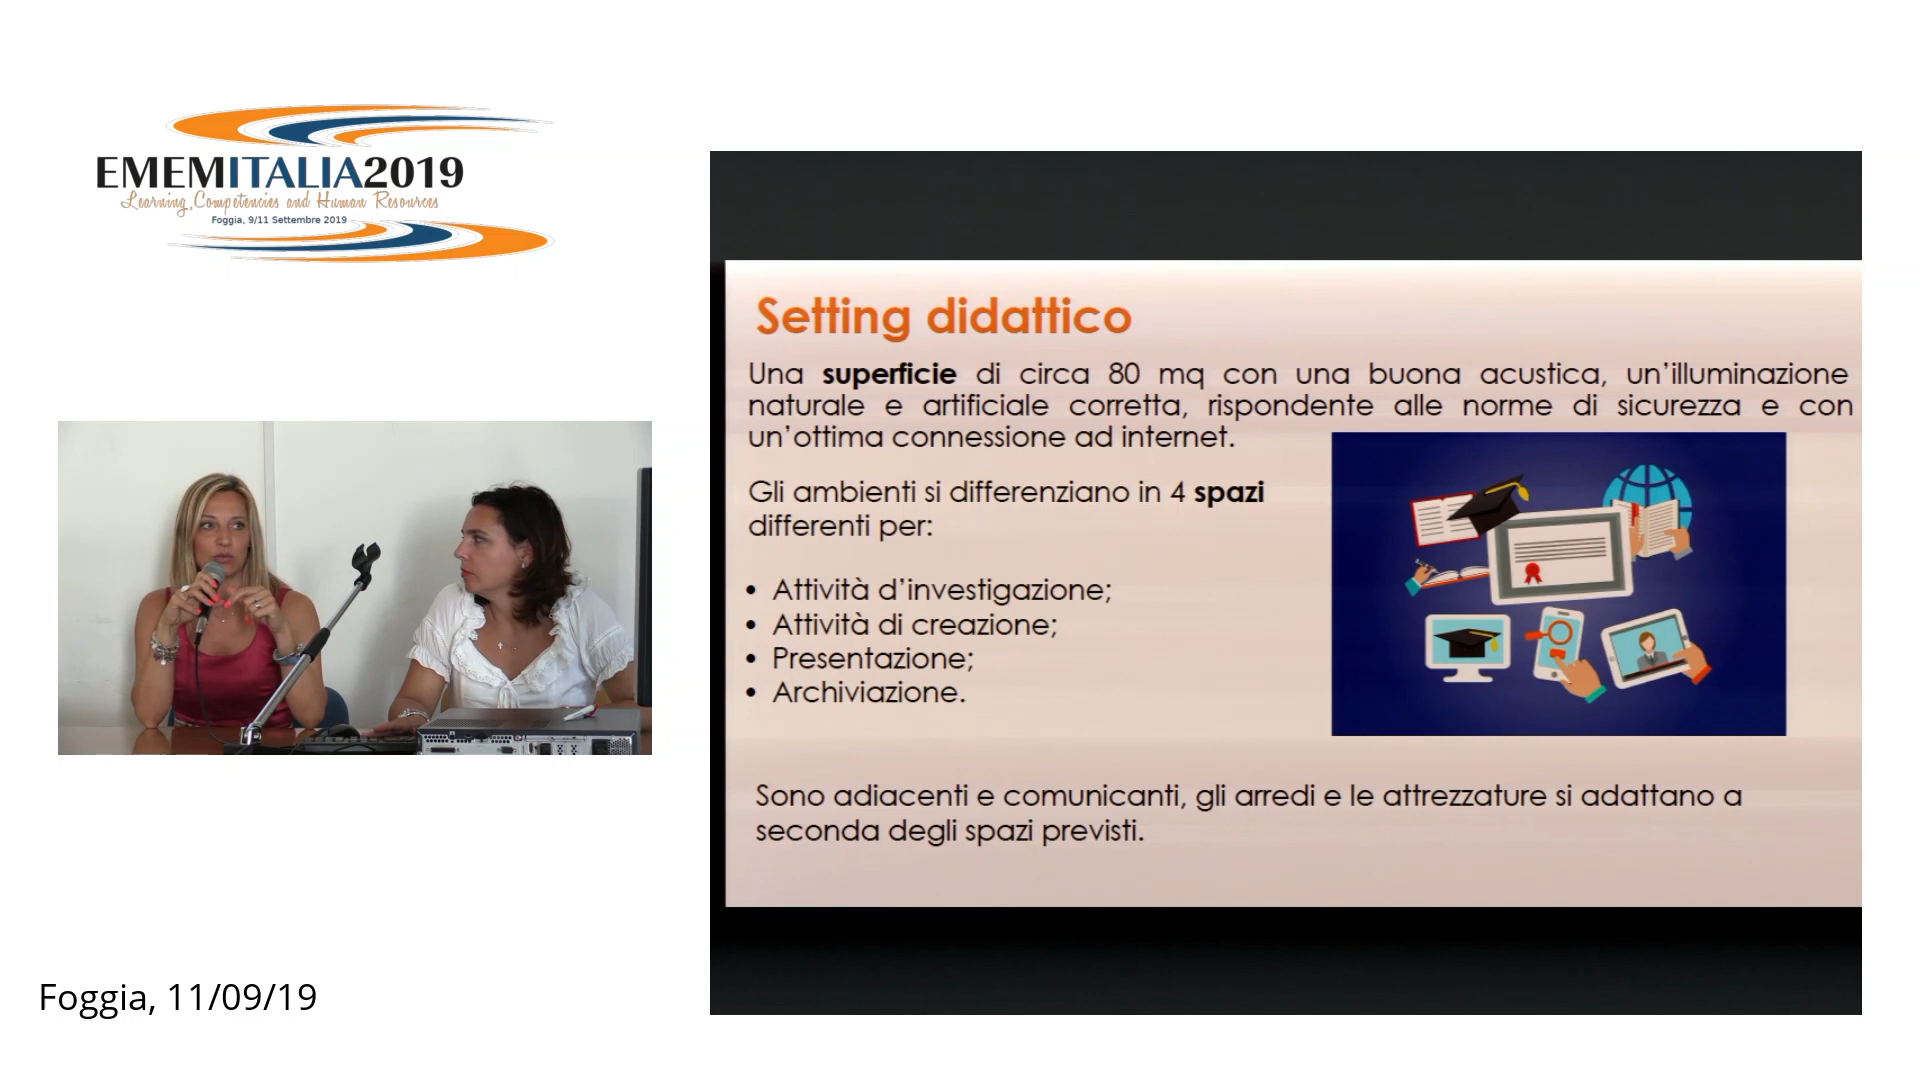 EMEMITALIA2019
Learning, Competencies and Human Resources
Foggia, 9/11 Settembre 2019
Setting didattico
Una superficie di circa 80 mq con una buona acustica, un'illuminazione
naturale e artificiale corretta, rispondente alle norme di sicurezza e con
un'ottima connessione ad internet.
Gli ambienti si differenziano in 4 spazi
differenti per:
• Attività d'investigazione;
• Attività di creazione;
• Presentazione;
• Archiviazione.
Sono adiacenti e comunicanti, gli arredi e le attrezzature si adattano a
seconda degli spazi previsti.
Foggia, 11/09/19